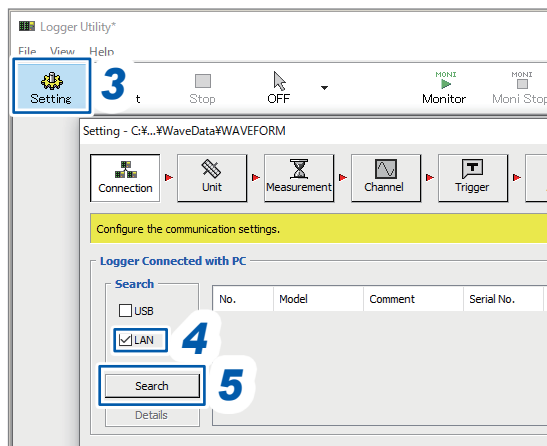 Logger Utility*
File View Help
3
Setting t Stop OFF MONI Monitor MONI Moni Stop
Setting - C:¥...¥WaveData¥WAVEFORM
Connection Unit Measurement Channel T Trigger
Configure the communication settings.
Logger Connected with PC
Search
No. Model Comment Serial No.
USB
LAN 4
Search 5
Details